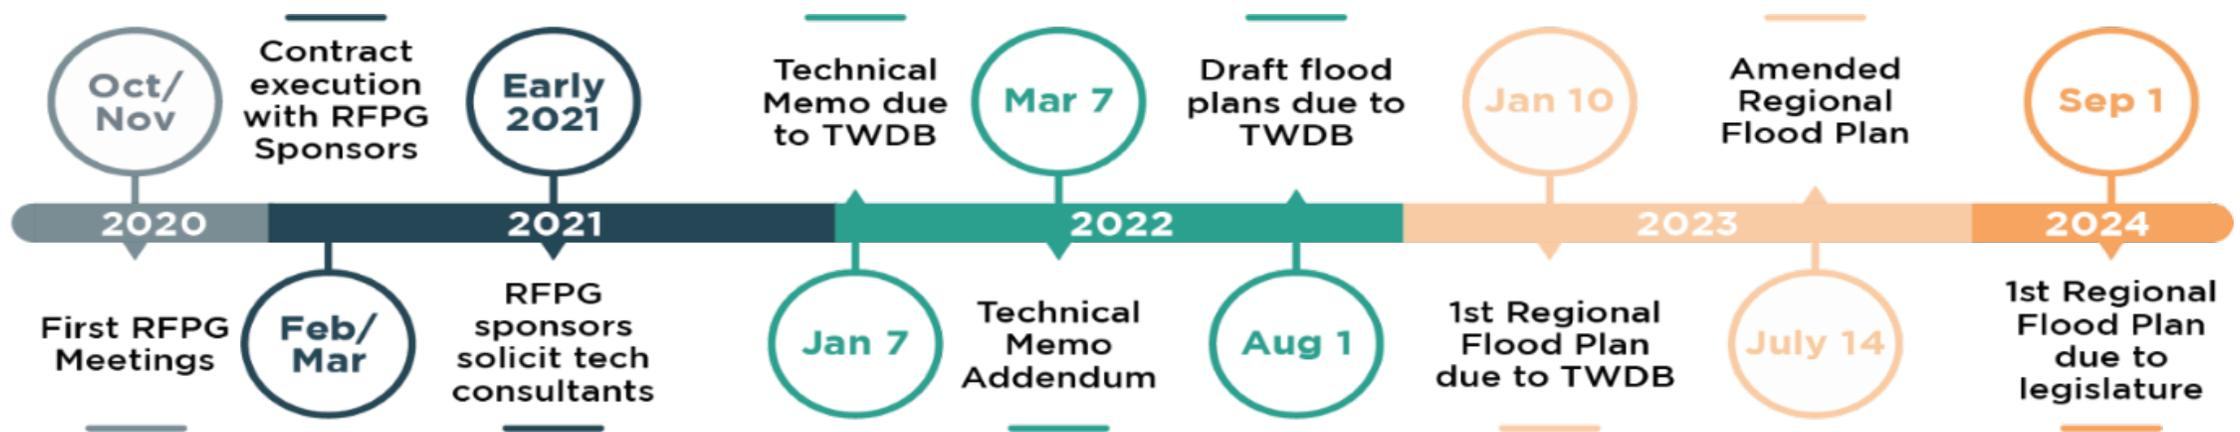 Oct/
Nov
Contract
execution
with RFPG
Sponsors
Early
2021
Technical
Memo due
to TWDB
Mar 7
Draft flood
plans due to
TWDB
Jan 10
Amended
Regional
Flood Plan
Sep 1
2020
2021
2022
2023
2024
First RFPG
Meetings
Feb/
Mar
RFPG
sponsors
solicit tech
consultants
Jan 7
Technical
Memo
Addendum
Aug 1
1st Regional
Flood Plan
due to TWDB
July 14
1st Regional
Flood Plan
due to
legislature